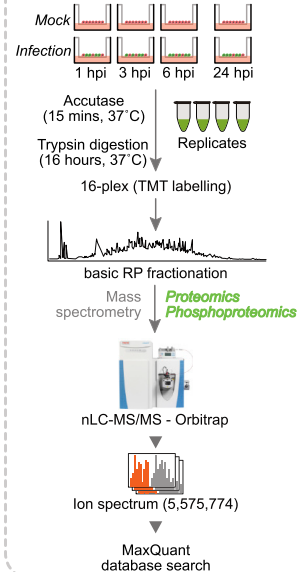 Mock
Infection
1 hpi 3 hpi 6 hpi 24 hpi
Accutase
(15 mins, 37˚C)
Trypsin digestion
(16 hours, 37˚C)
Replicates
16-plex (TMT labelling)
basic RP fractionation
Mass
spectrometry
Proteomics
Phosphoproteomics
nLC-MS/MS - Orbitrap
Ion spectrum (5,575,774)
MaxQuant
database search